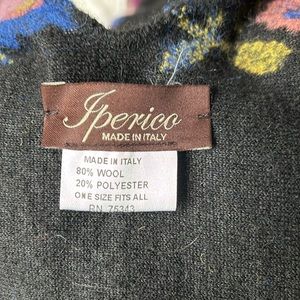 Iperico
MADE IN ITALY
MADE IN ITALY
80% WOOL
20% POLYESTER
ONE SIZE FITS ALL
RN 75343